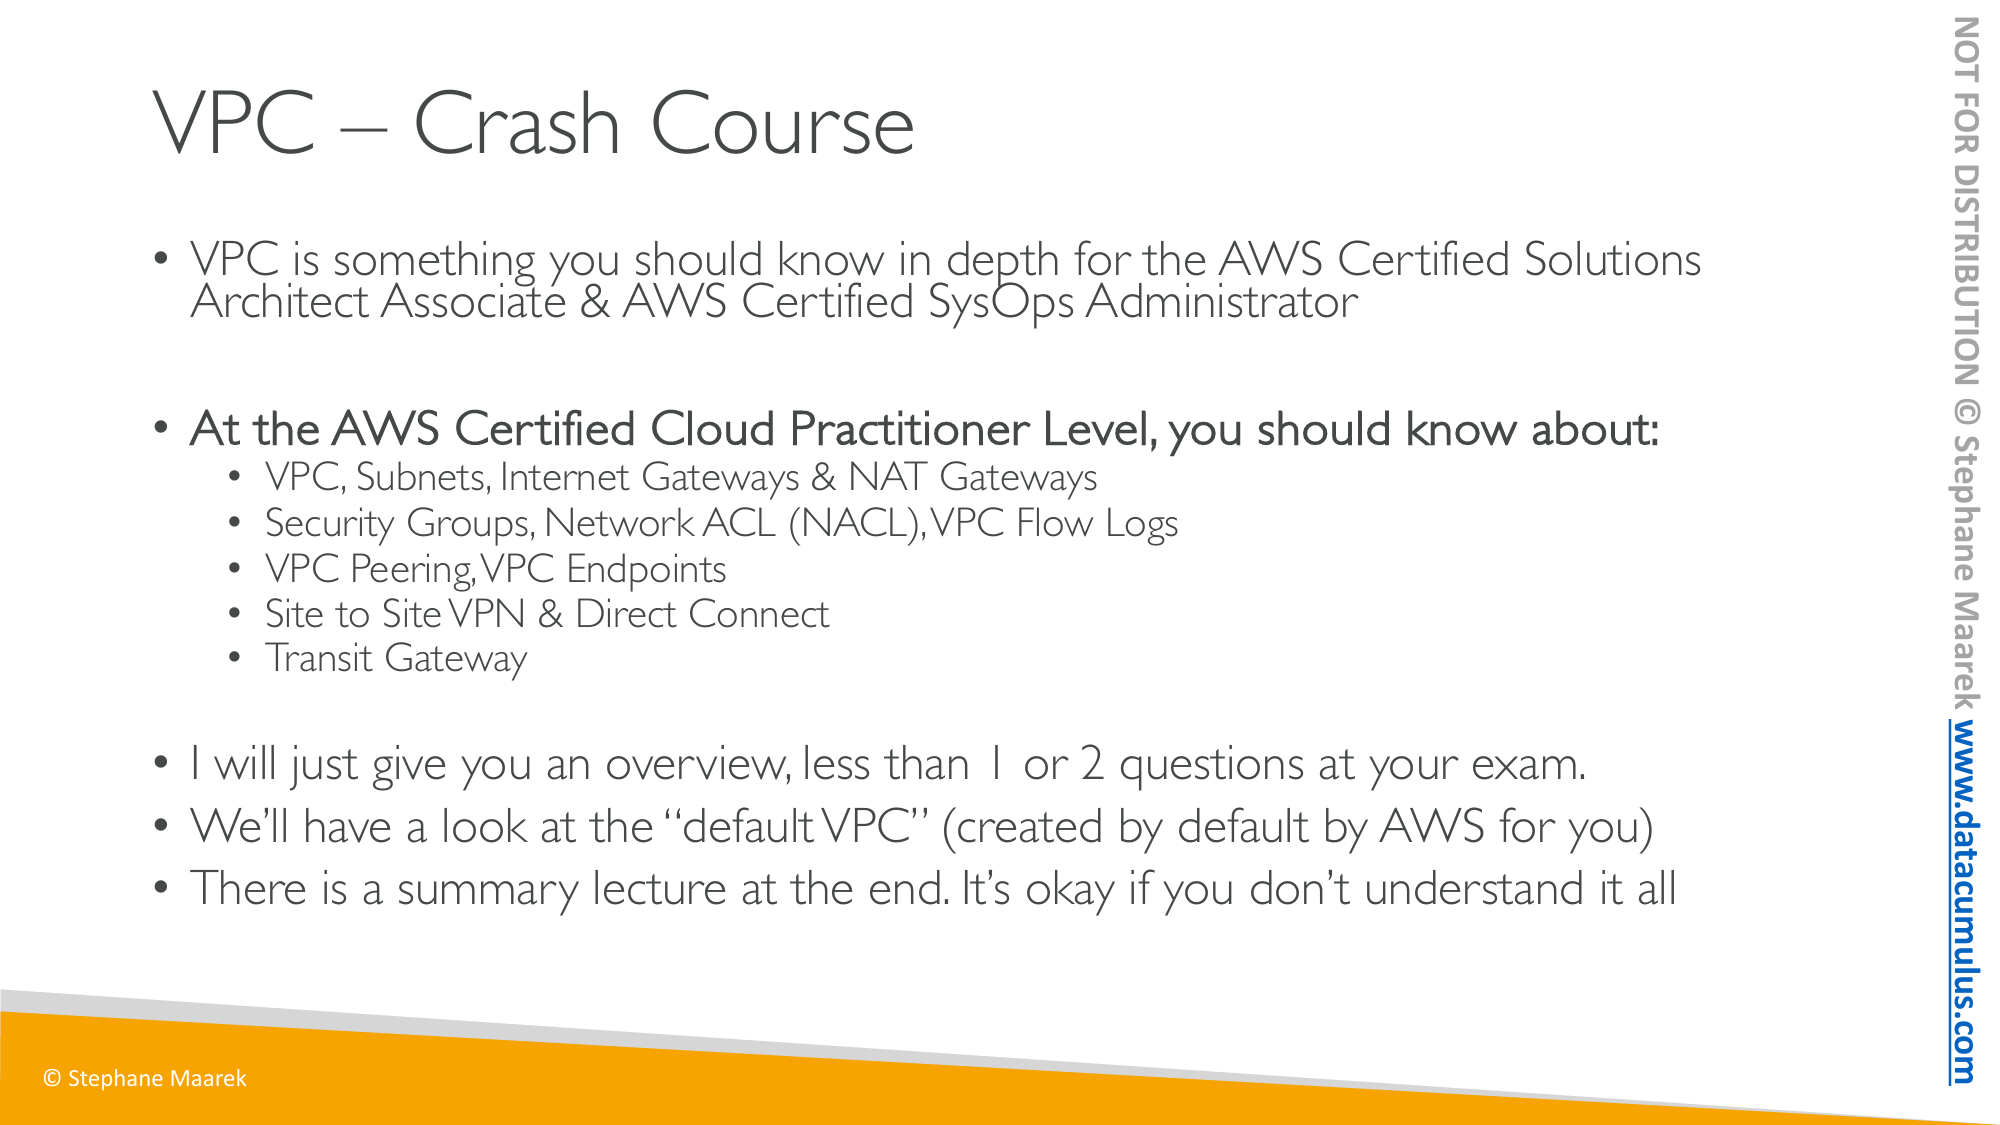 VPC – Crash Course
• VPC is something you should know in depth for the AWS Certified Solutions
Architect Associate & AWS Certified SysOps Administrator
• At the AWS Certified Cloud Practitioner Level, you should know about:
• VPC, Subnets, Internet Gateways & NAT Gateways
• Security Groups, Network ACL (NACL), VPC Flow Logs
• VPC Peering, VPC Endpoints
• Site to Site VPN & Direct Connect
• Transit Gateway
• I will just give you an overview, less than 1 or 2 questions at your exam.
• We’ll have a look at the “default VPC” (created by default by AWS for you)
• There is a summary lecture at the end. It’s okay if you don’t understand it all
© Stephane Maarek
NOT FOR DISTRIBUTION © Stephane Maarek www.datacumulus.com